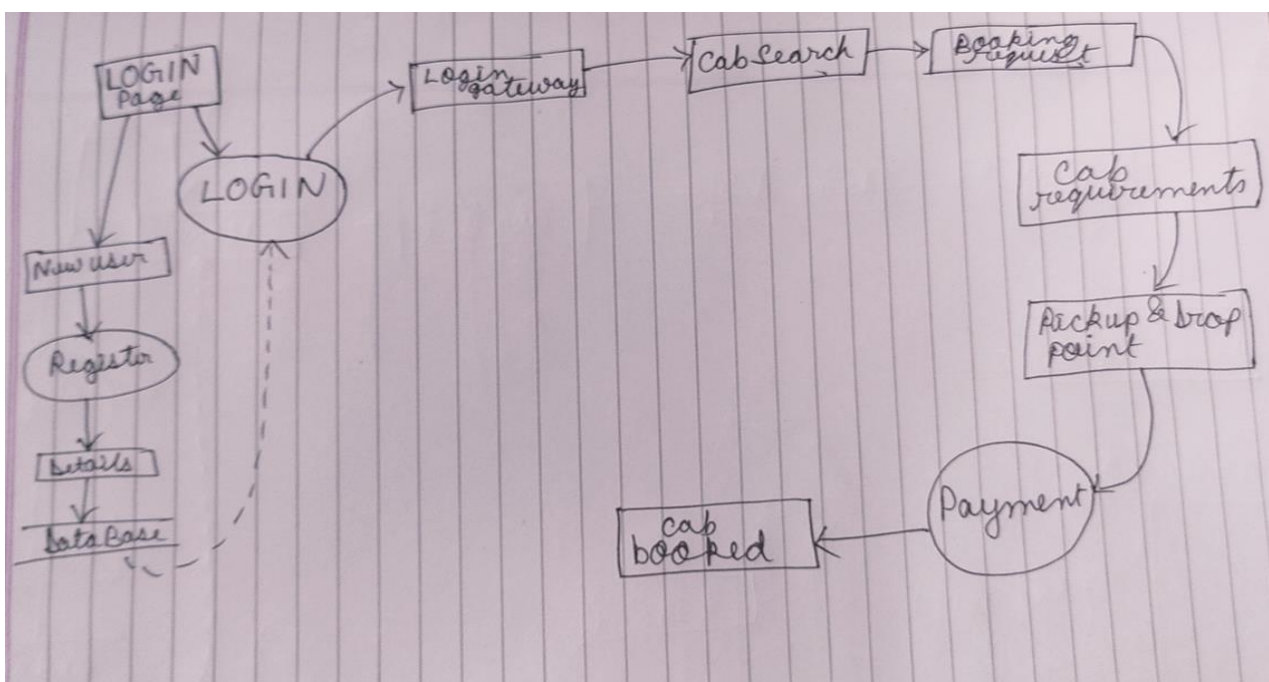 LOGIN
Page
LOGIN
Login
gateway
Cab Search
Booking
request
Cab
requirements
Pickup & Drop
point
Payment
cab
booked
New user
Register
Details
DataBase